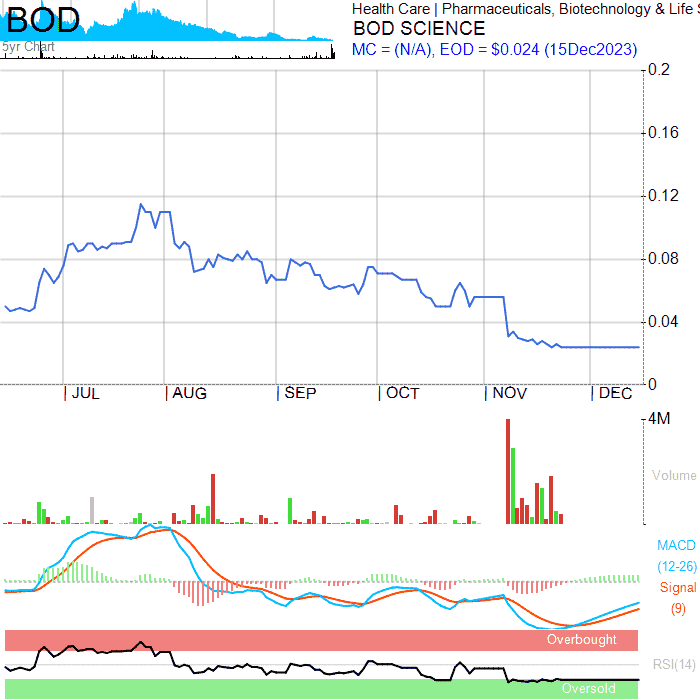 BOD
5yr Chart
Health Care | Pharmaceuticals, Biotechnology & Life S
BOD SCIENCE
MC = (N/A), EOD = $0.024 (15Dec2023)
0.2
0.16
0.12
0.08
0.04
0
| JUL | AUG | SEP | OCT | NOV | DEC
4M
Volume
MACD
(12-26)
Signal
(9)
Overbought
RSI(14)
Oversold